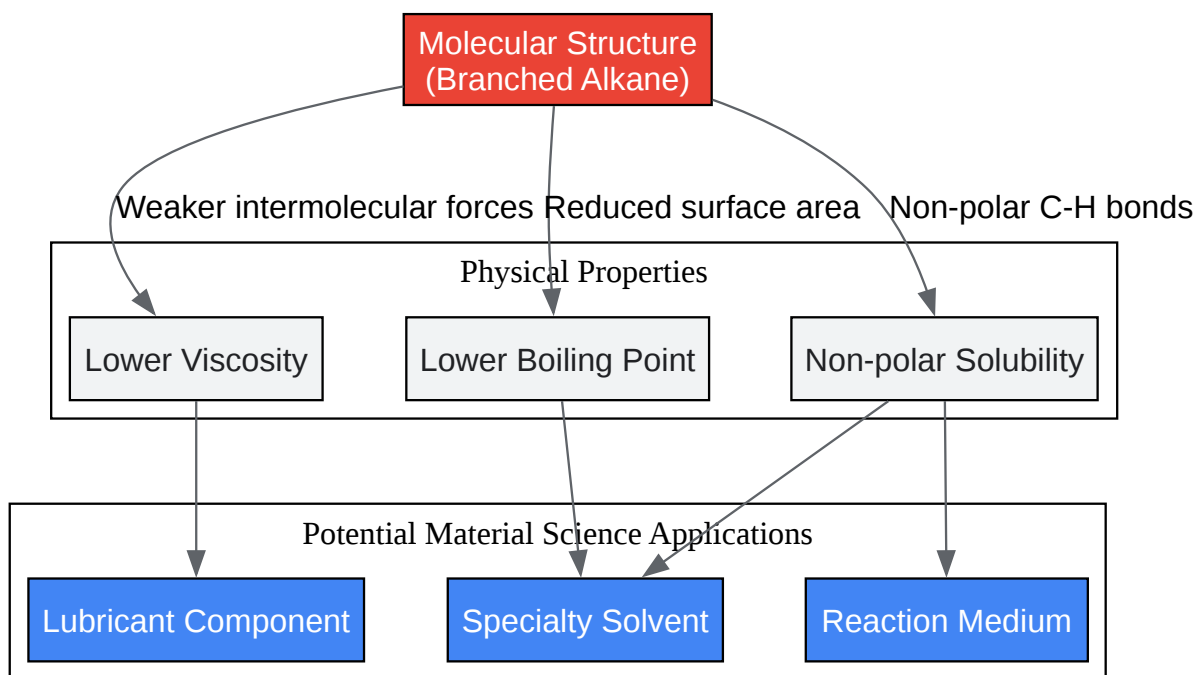 Molecular Structure
(Branched Alkane)
Weaker intermolecular forces
Reduced surface area
Non-polar C-H bonds
Physical Properties
Lower Viscosity
Lower Boiling Point
Non-polar Solubility
Potential Material Science Applications
Lubricant Component
Specialty Solvent
Reaction Medium